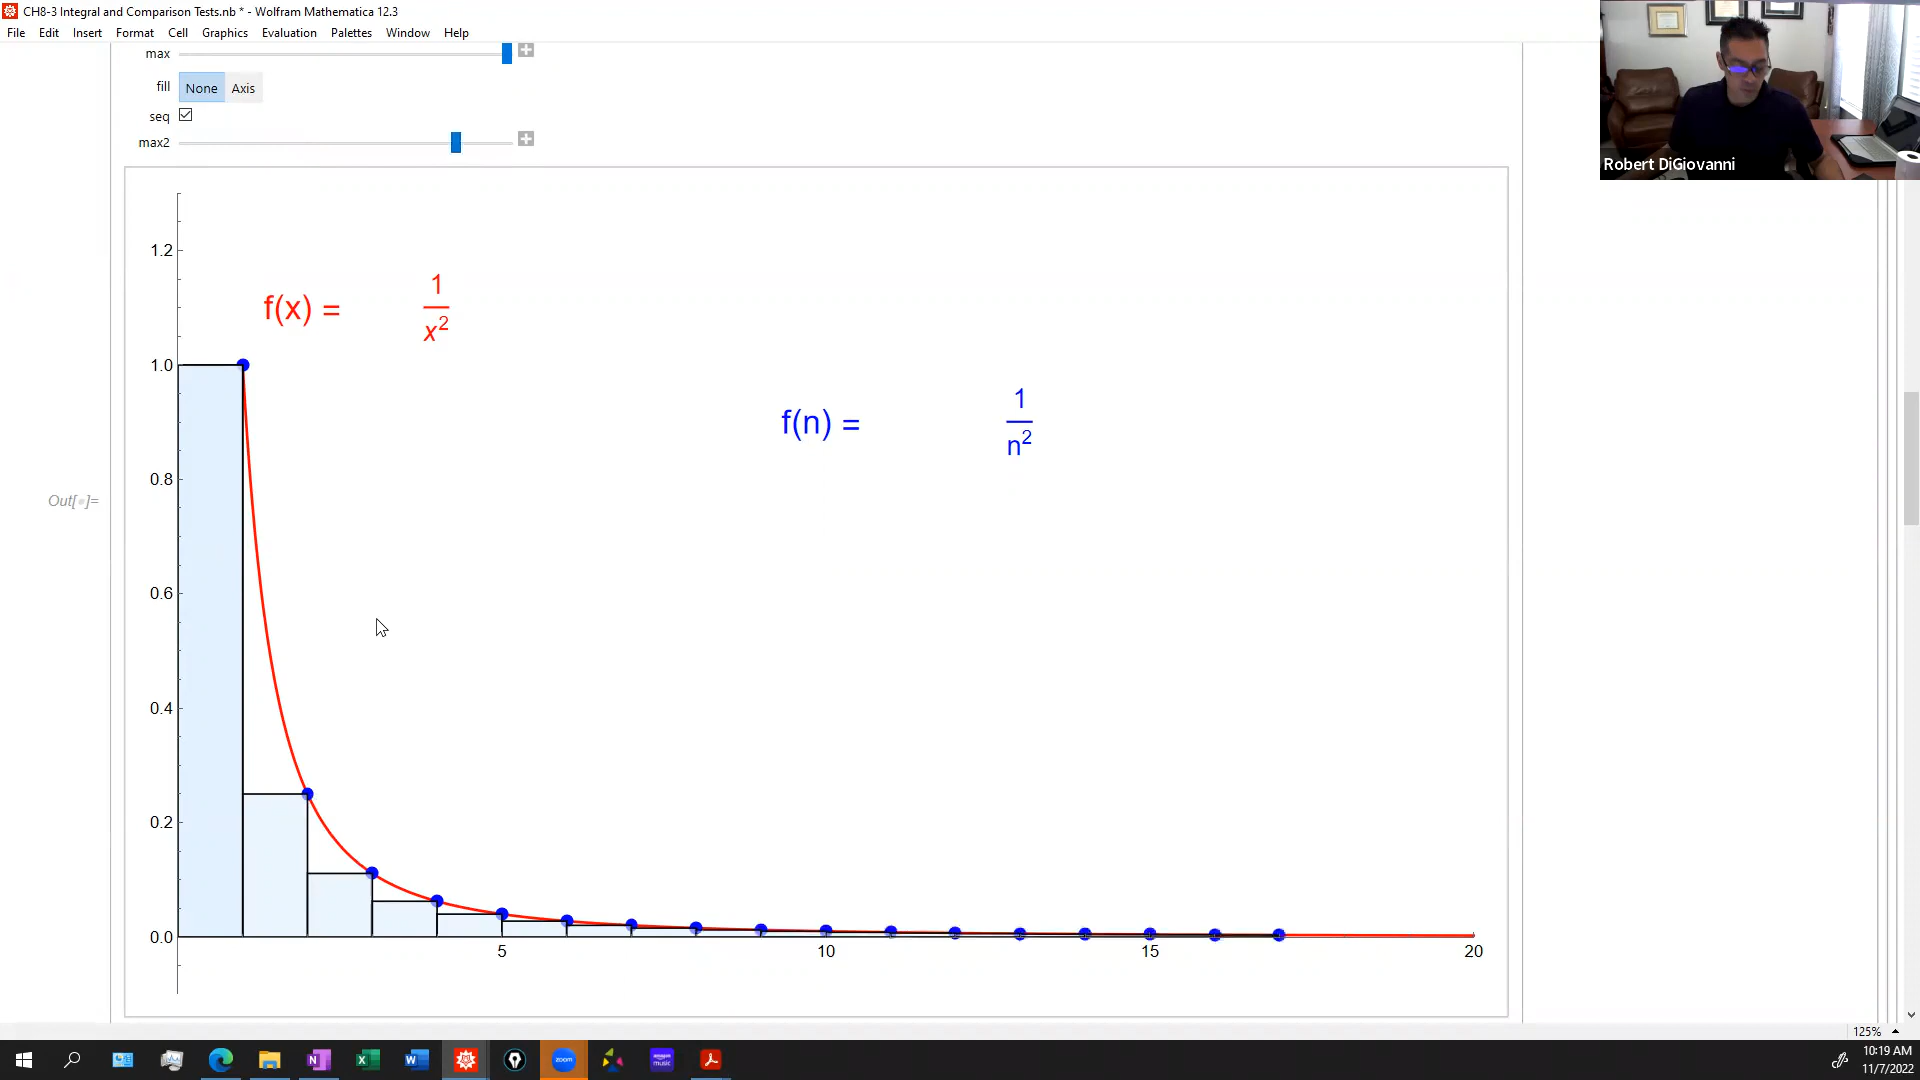 CH8-3 Integral and Comparison Tests.nb * - Wolfram Mathematica 12.3
File Edit Insert Format Cell Graphics Evaluation Palettes Window Help
max
fill None Axis
seq
max2
Robert DiGiovanni
1.2
f(x) = 1/x²
1.0
f(n) = 1/n²
0.8
Out[•]=
0.6
0.4
0.2
0.0
5 10 15 20
125%
zoom
amazon music
10:19 AM
11/7/2022